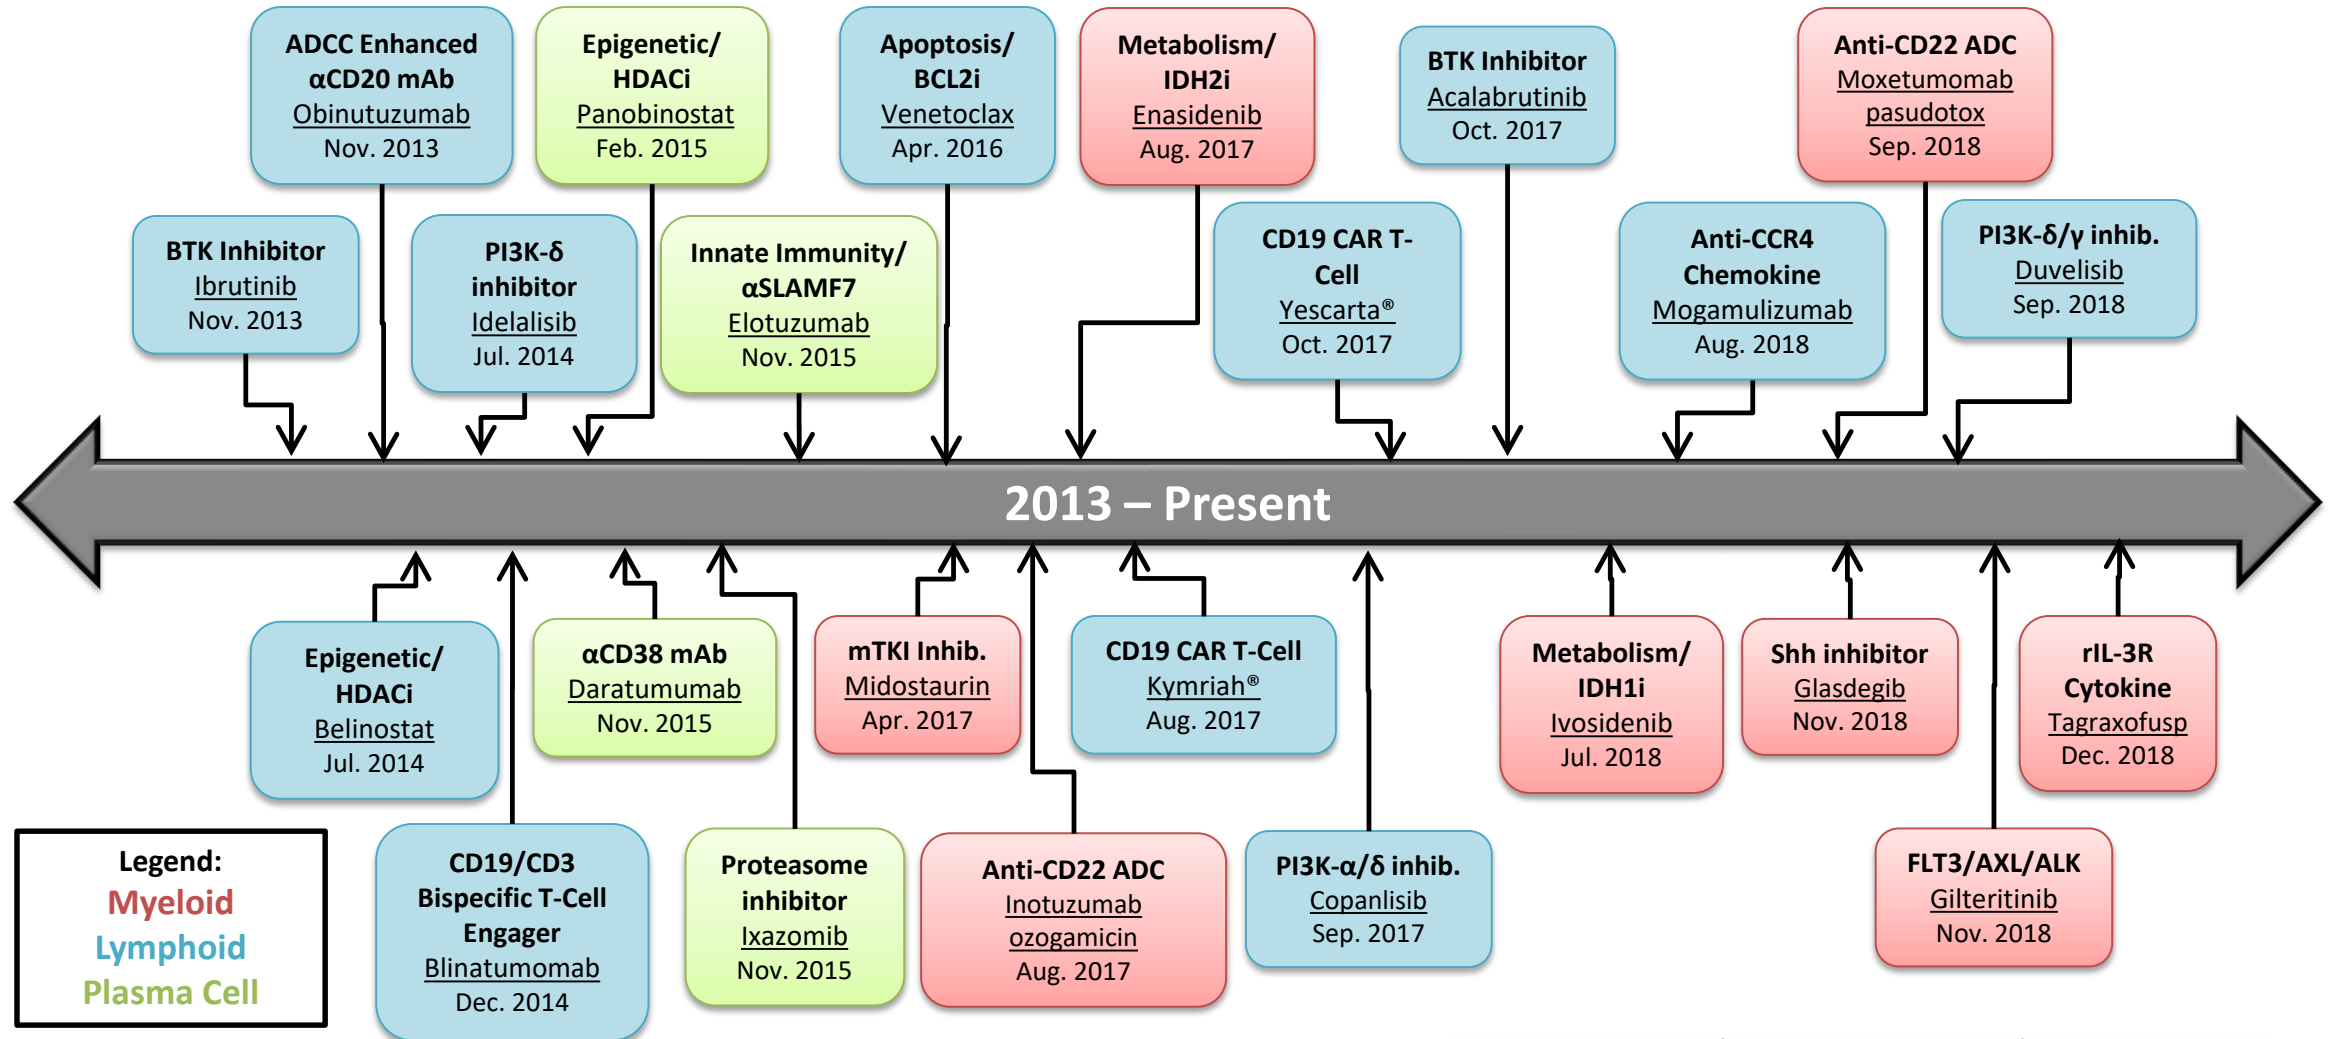 ADCC Enhanced
αCD20 mAb
Obinutuzumab
Nov. 2013
Epigenetic/
HDACi
Panobinostat
Feb. 2015
Apoptosis/
BCL2i
Venetoclax
Apr. 2016
Metabolism/
IDH2i
Enasidenib
Aug. 2017
BTK Inhibitor
Acalabrutinib
Oct. 2017
Anti-CD22 ADC
Moxetumomab
pasudotox
Sep. 2018
BTK Inhibitor
Ibrutinib
Nov. 2013
PI3K-δ
inhibitor
Idelalisib
Jul. 2014
Innate Immunity/
αSLAMF7
Elotuzumab
Nov. 2015
CD19 CAR T-
Cell
Yescarta®
Oct. 2017
Anti-CCR4
Chemokine
Mogamulizumab
Aug. 2018
PI3K-δ/γ inhib.
Duvelisib
Sep. 2018
2013 – Present
Epigenetic/
HDACi
Belinostat
Jul. 2014
αCD38 mAb
Daratumumab
Nov. 2015
mTKI Inhib.
Midostaurin
Apr. 2017
CD19 CAR T-Cell
Kymriah®
Aug. 2017
Metabolism/
IDH1i
Ivosidenib
Jul. 2018
Shh inhibitor
Glasdegib
Nov. 2018
rIL-3R
Cytokine
Tagraxofusp
Dec. 2018
Legend:
Myeloid
Lymphoid
Plasma Cell
CD19/CD3
Bispecific T-Cell
Engager
Blinatumomab
Dec. 2014
Proteasome
inhibitor
Ixazomib
Nov. 2015
Anti-CD22 ADC
Inotuzumab
ozogamicin
Aug. 2017
PI3K-α/δ inhib.
Copanlisib
Sep. 2017
FLT3/AXL/ALK
Gilteritinib
Nov. 2018